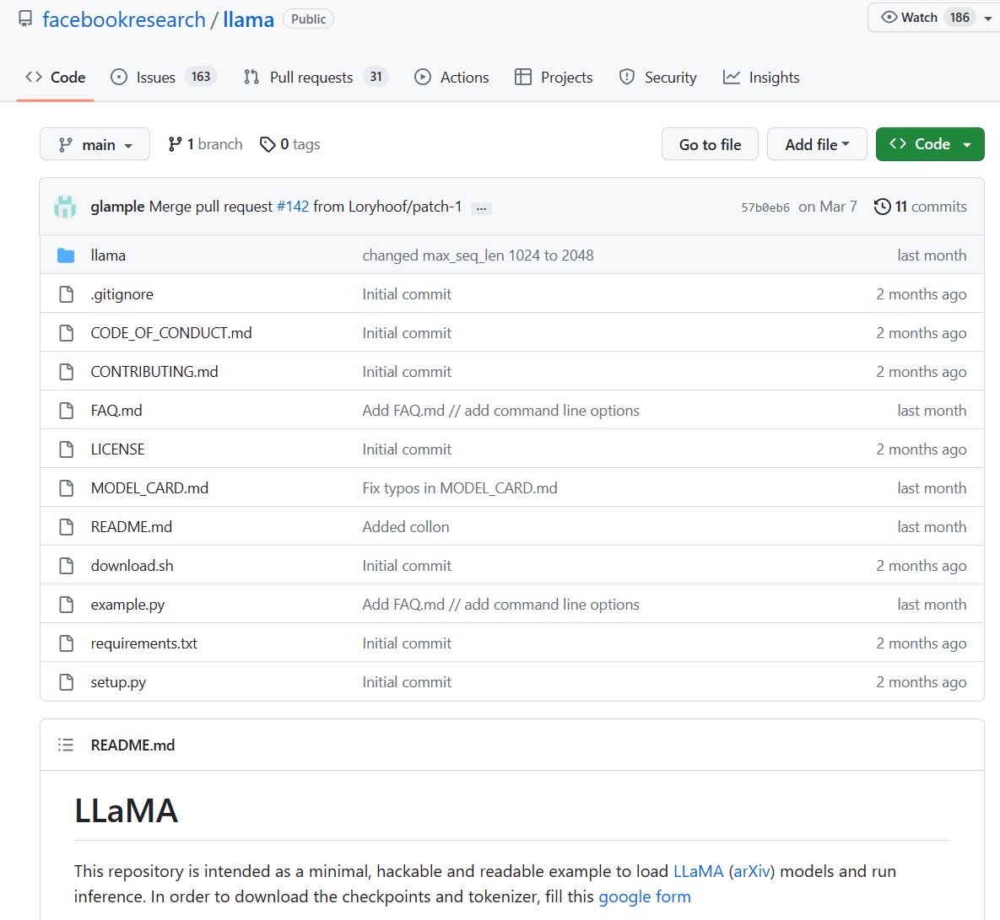 facebookresearch / llama Public Watch 186
Code Issues 163 Pull requests 31 Actions Projects Security Insights
main 1 branch 0 tags Go to file Add file Code
glample Merge pull request #142 from Loryhoof/patch-1 ... 57b0eb6 on Mar 7 11 commits
llama changed max_seq_len 1024 to 2048 last month
.gitignore Initial commit 2 months ago
CODE_OF_CONDUCT.md Initial commit 2 months ago
CONTRIBUTING.md Initial commit 2 months ago
FAQ.md Add FAQ.md // add command line options last month
LICENSE Initial commit 2 months ago
MODEL_CARD.md Fix typos in MODEL_CARD.md last month
README.md Added collon last month
download.sh Initial commit 2 months ago
example.py Add FAQ.md // add command line options last month
requirements.txt Initial commit 2 months ago
setup.py Initial commit 2 months ago
README.md
LLaMA
This repository is intended as a minimal, hackable and readable example to load LLaMA (arXiv) models and run
inference. In order to download the checkpoints and tokenizer, fill this google form